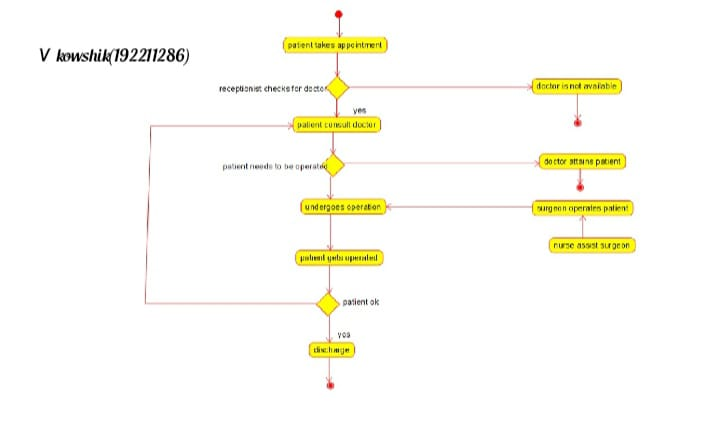 patient takes appointment
V kowshik(192211286)
receptionist checks for doctor
doctor is not available
yes
patient consult doctor
patient needs to be operated
doctor attains patient
undergoes operation
surgeon operates patient
nurse assist surgeon
patient gets operated
patient ok
yes
discharge